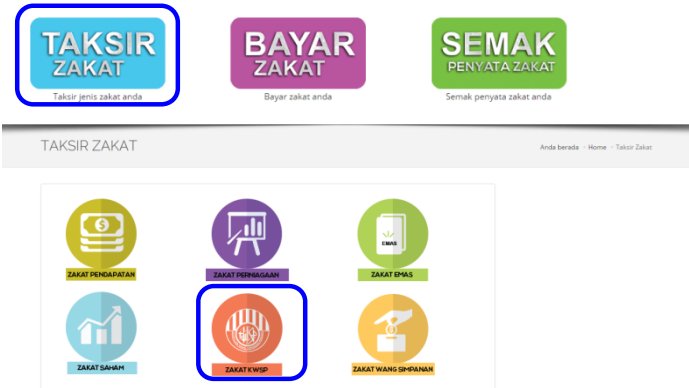 TAKSIR
ZAKAT
BAYAR
ZAKAT
SEMAK
PENYATA ZAKAT
Taksir jenis zakat anda
Bayar zakat anda
Semak penyata zakat anda
TAKSIR ZAKAT
Anda berada - Home - Taksir Zakat
ZAKAT PENDAPATAN
ZAKAT PERNIAGAAN
EMAS
ZAKAT EMAS
ZAKAT SAHAM
ZAKAT KWSP
ZAKAT WANG SIMPANAN